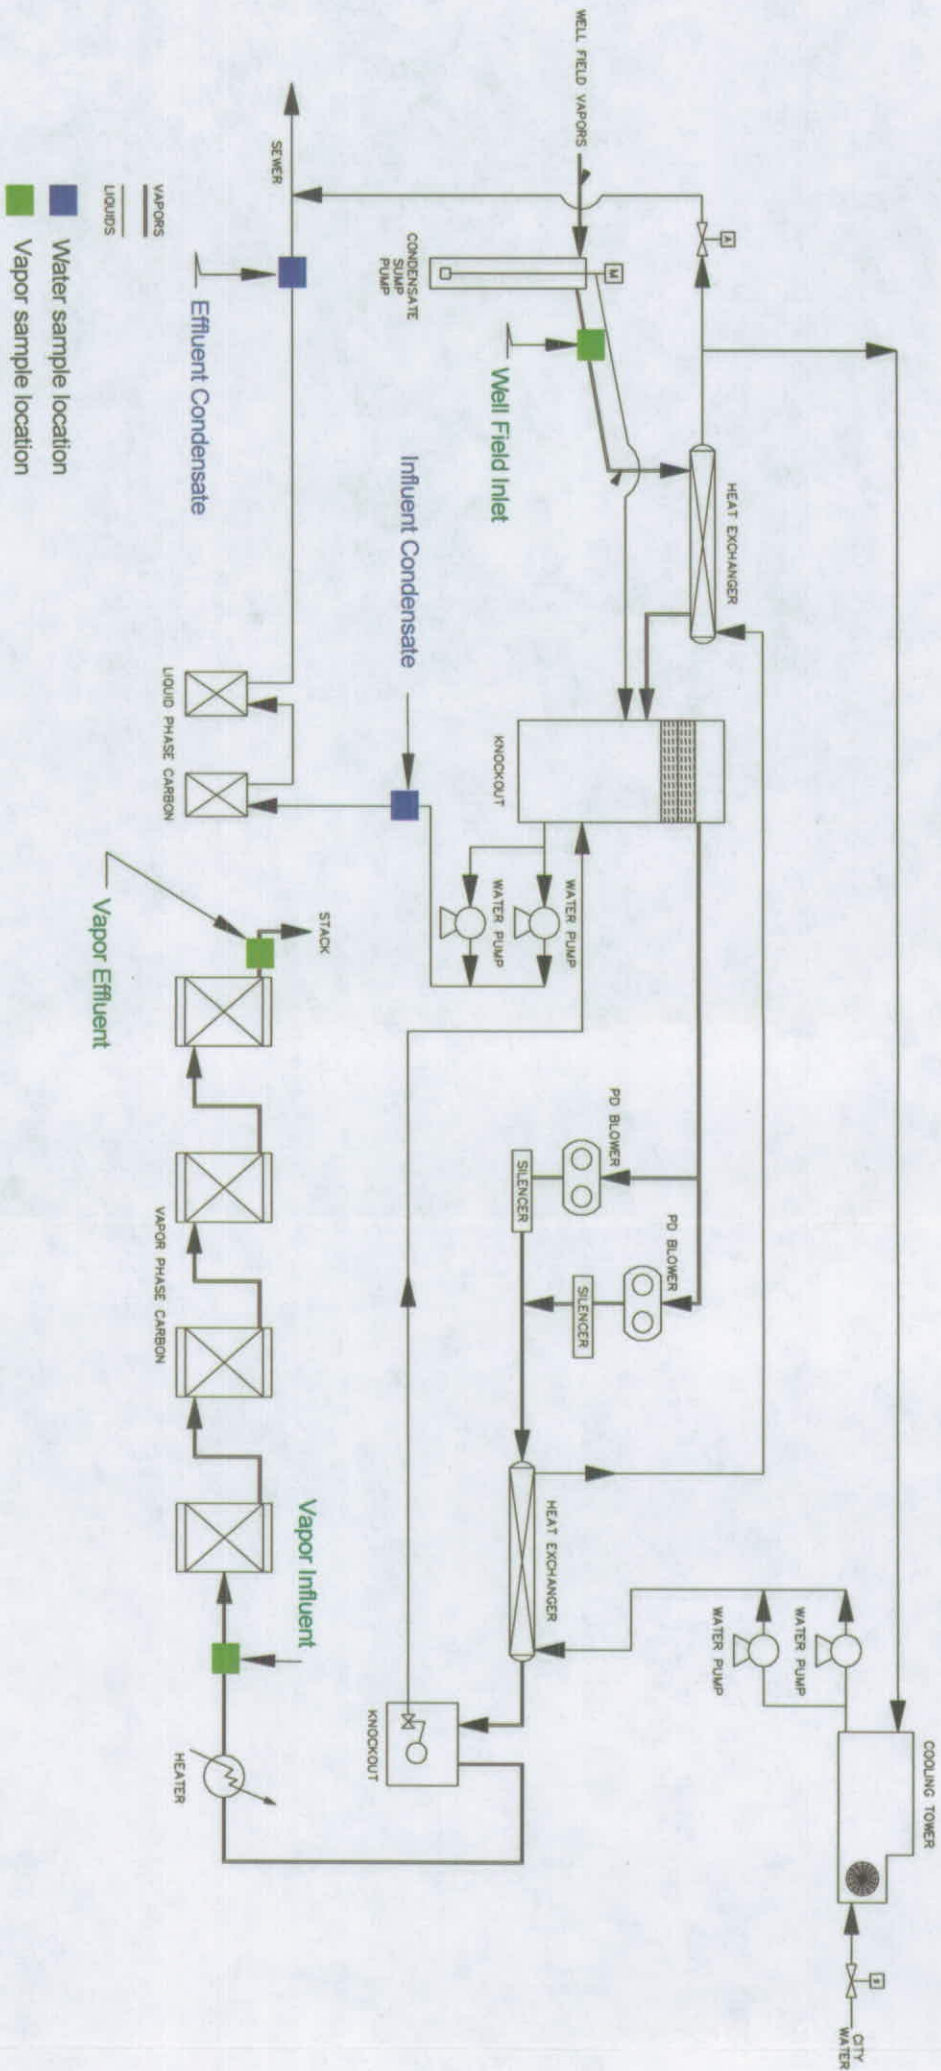 COOLING TOWER
CITY
WATER
B
WATER PUMP
WATER PUMP
HEAT EXCHANGER
A
WELL FIELD VAPORS
M
CONDENSATE
SUMP
PUMP
Well Field Inlet
KNOCKOUT
WATER PUMP
WATER PUMP
PD BLOWER
SILENCER
PD BLOWER
SILENCER
HEAT EXCHANGER
KNOCKOUT
Influent Condensate
SEWER
Effluent Condensate
LIQUID PHASE CARBON
STACK
Vapor Effluent
VAPOR PHASE CARBON
Vapor Influent
HEATER
VAPORS
LIQUIDS
Water sample location
Vapor sample location